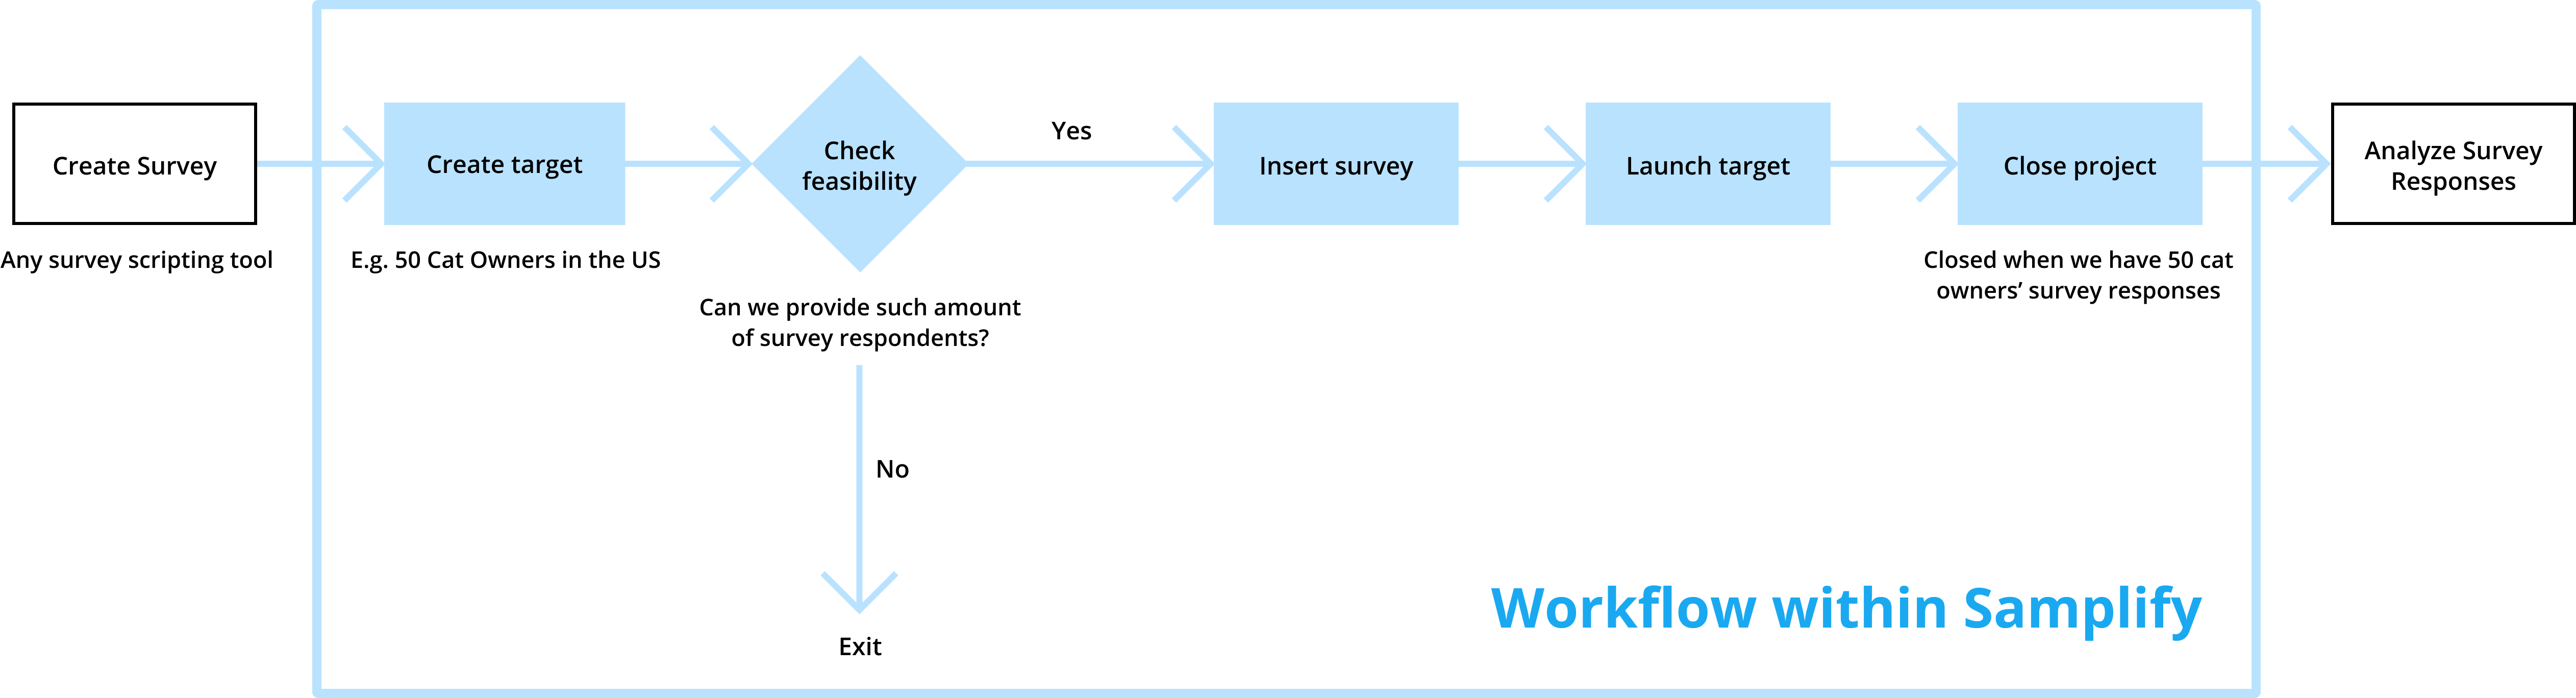 Create Survey
Any survey scripting tool
Create target
E.g. 50 Cat Owners in the US
Check
feasibility
Can we provide such amount
of survey respondents?
Yes
No
Exit
Insert survey
Launch target
Close project
Closed when we have 50 cat
owners’ survey responses
Analyze Survey
Responses
Workflow within Samplify